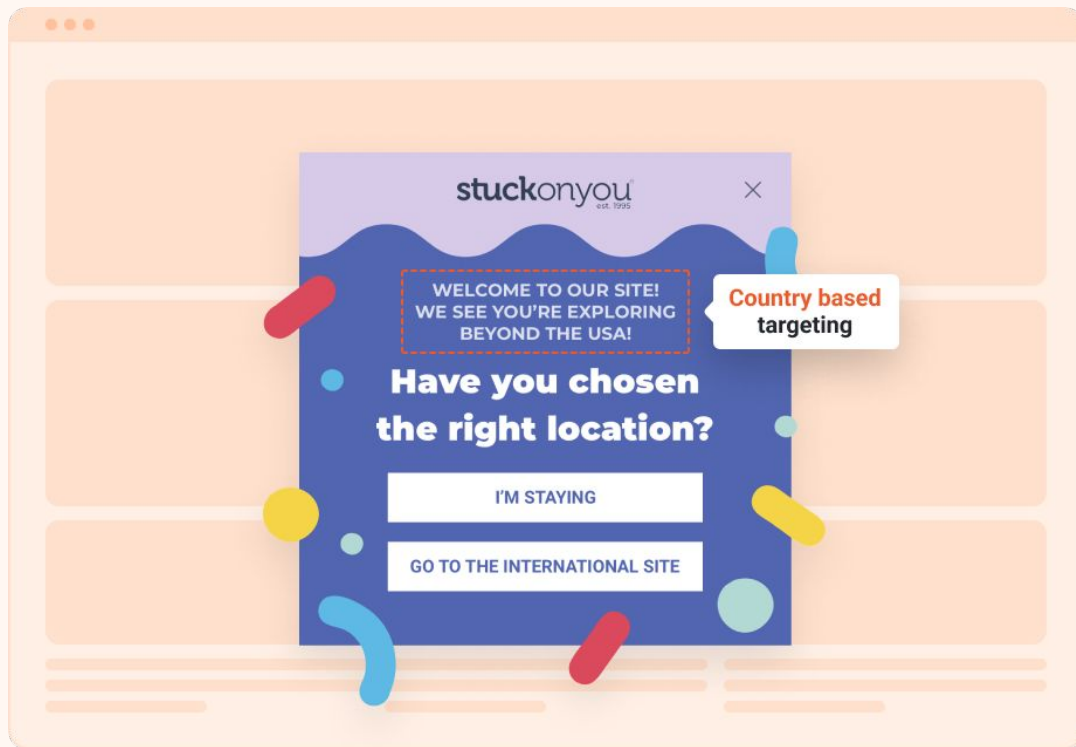 stuckonyou
est. 1995
WELCOME TO OUR SITE!
WE SEE YOU'RE EXPLORING
BEYOND THE USA!
Country based
targeting
Have you chosen
the right location?
I'M STAYING
GO TO THE INTERNATIONAL SITE